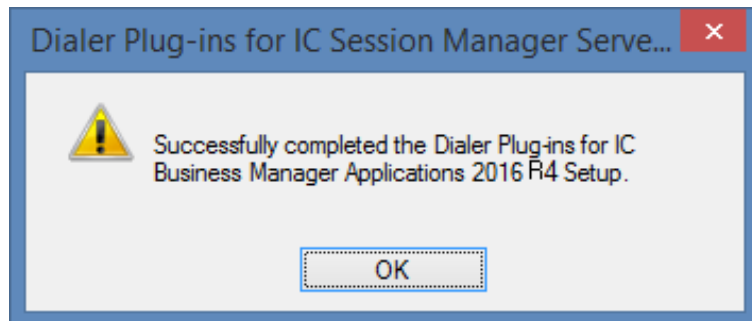 Dialer Plug-ins for IC Session Manager Serve...
Successfully completed the Dialer Plug-ins for IC
Business Manager Applications 2016 R4 Setup.
OK